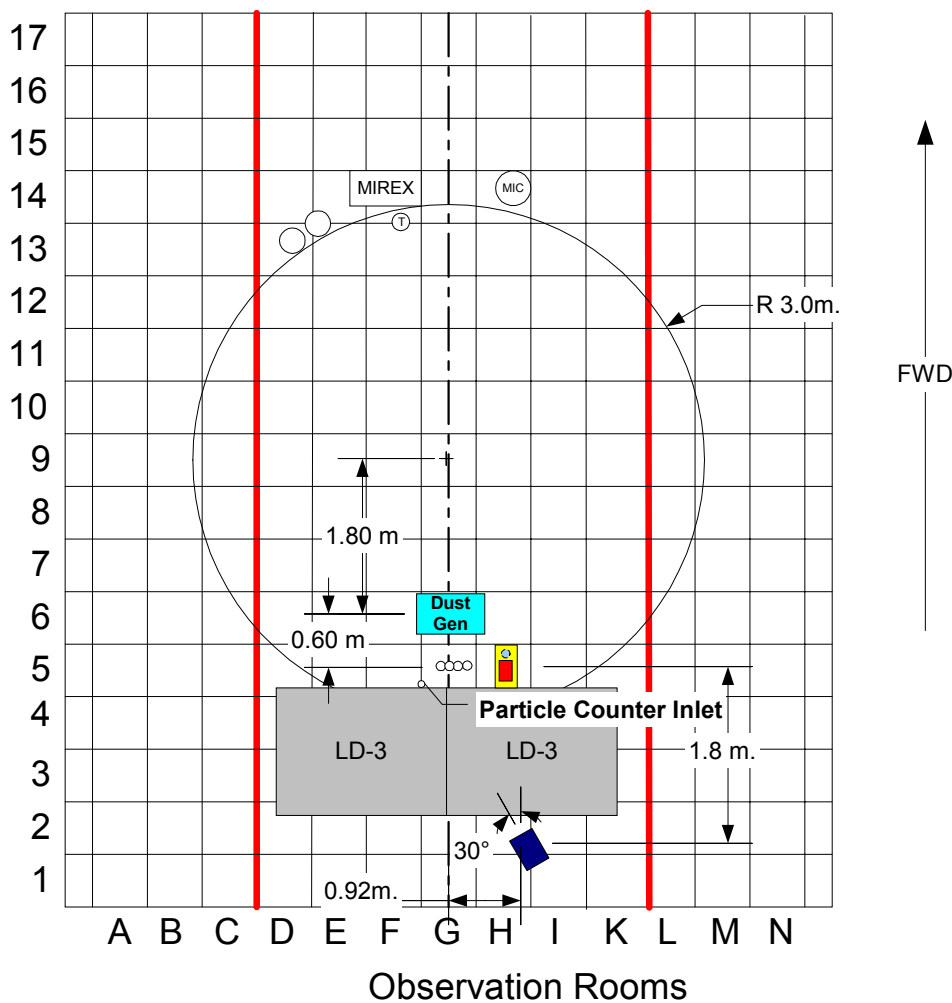 17
16
15
14
13
12
11
10
9
8
7
6
5
4
3
2
1
MIREX
MIC
T
R 3.0m.
FWD
1.80 m
Dust
Gen
0.60 m
Particle Counter Inlet
LD-3
LD-3
1.8 m.
30°
0.92m.
A B C D E F G H I K L M N
Observation Rooms